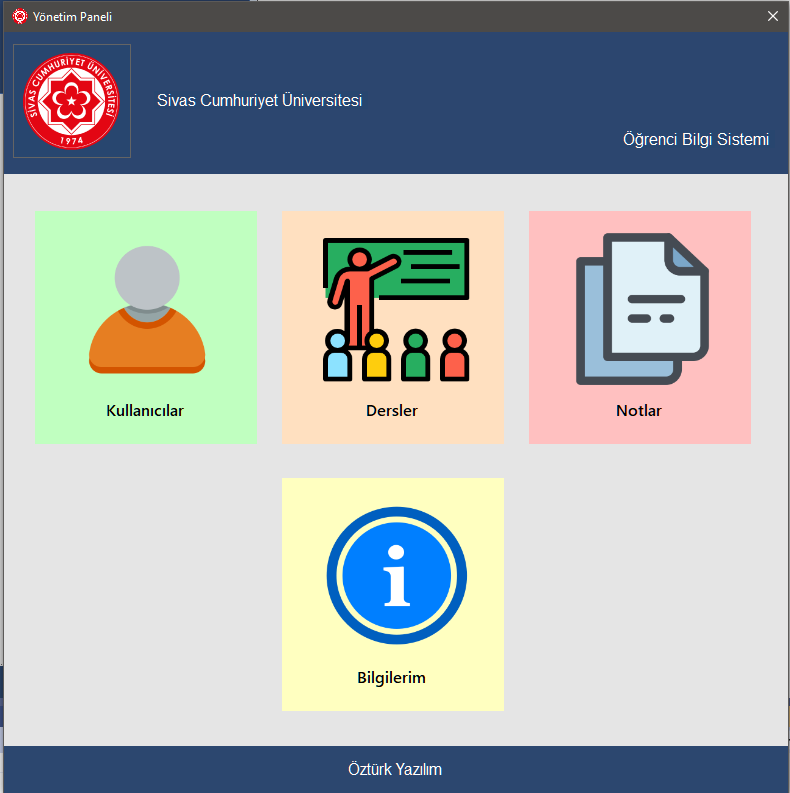 Yönetim Paneli
SİVAS CUMHURİYET ÜNİVERSİTESİ
1974
Sivas Cumhuriyet Üniversitesi
Öğrenci Bilgi Sistemi
Kullanıcılar
Dersler
Notlar
i
Bilgilerim
Öztürk Yazılım